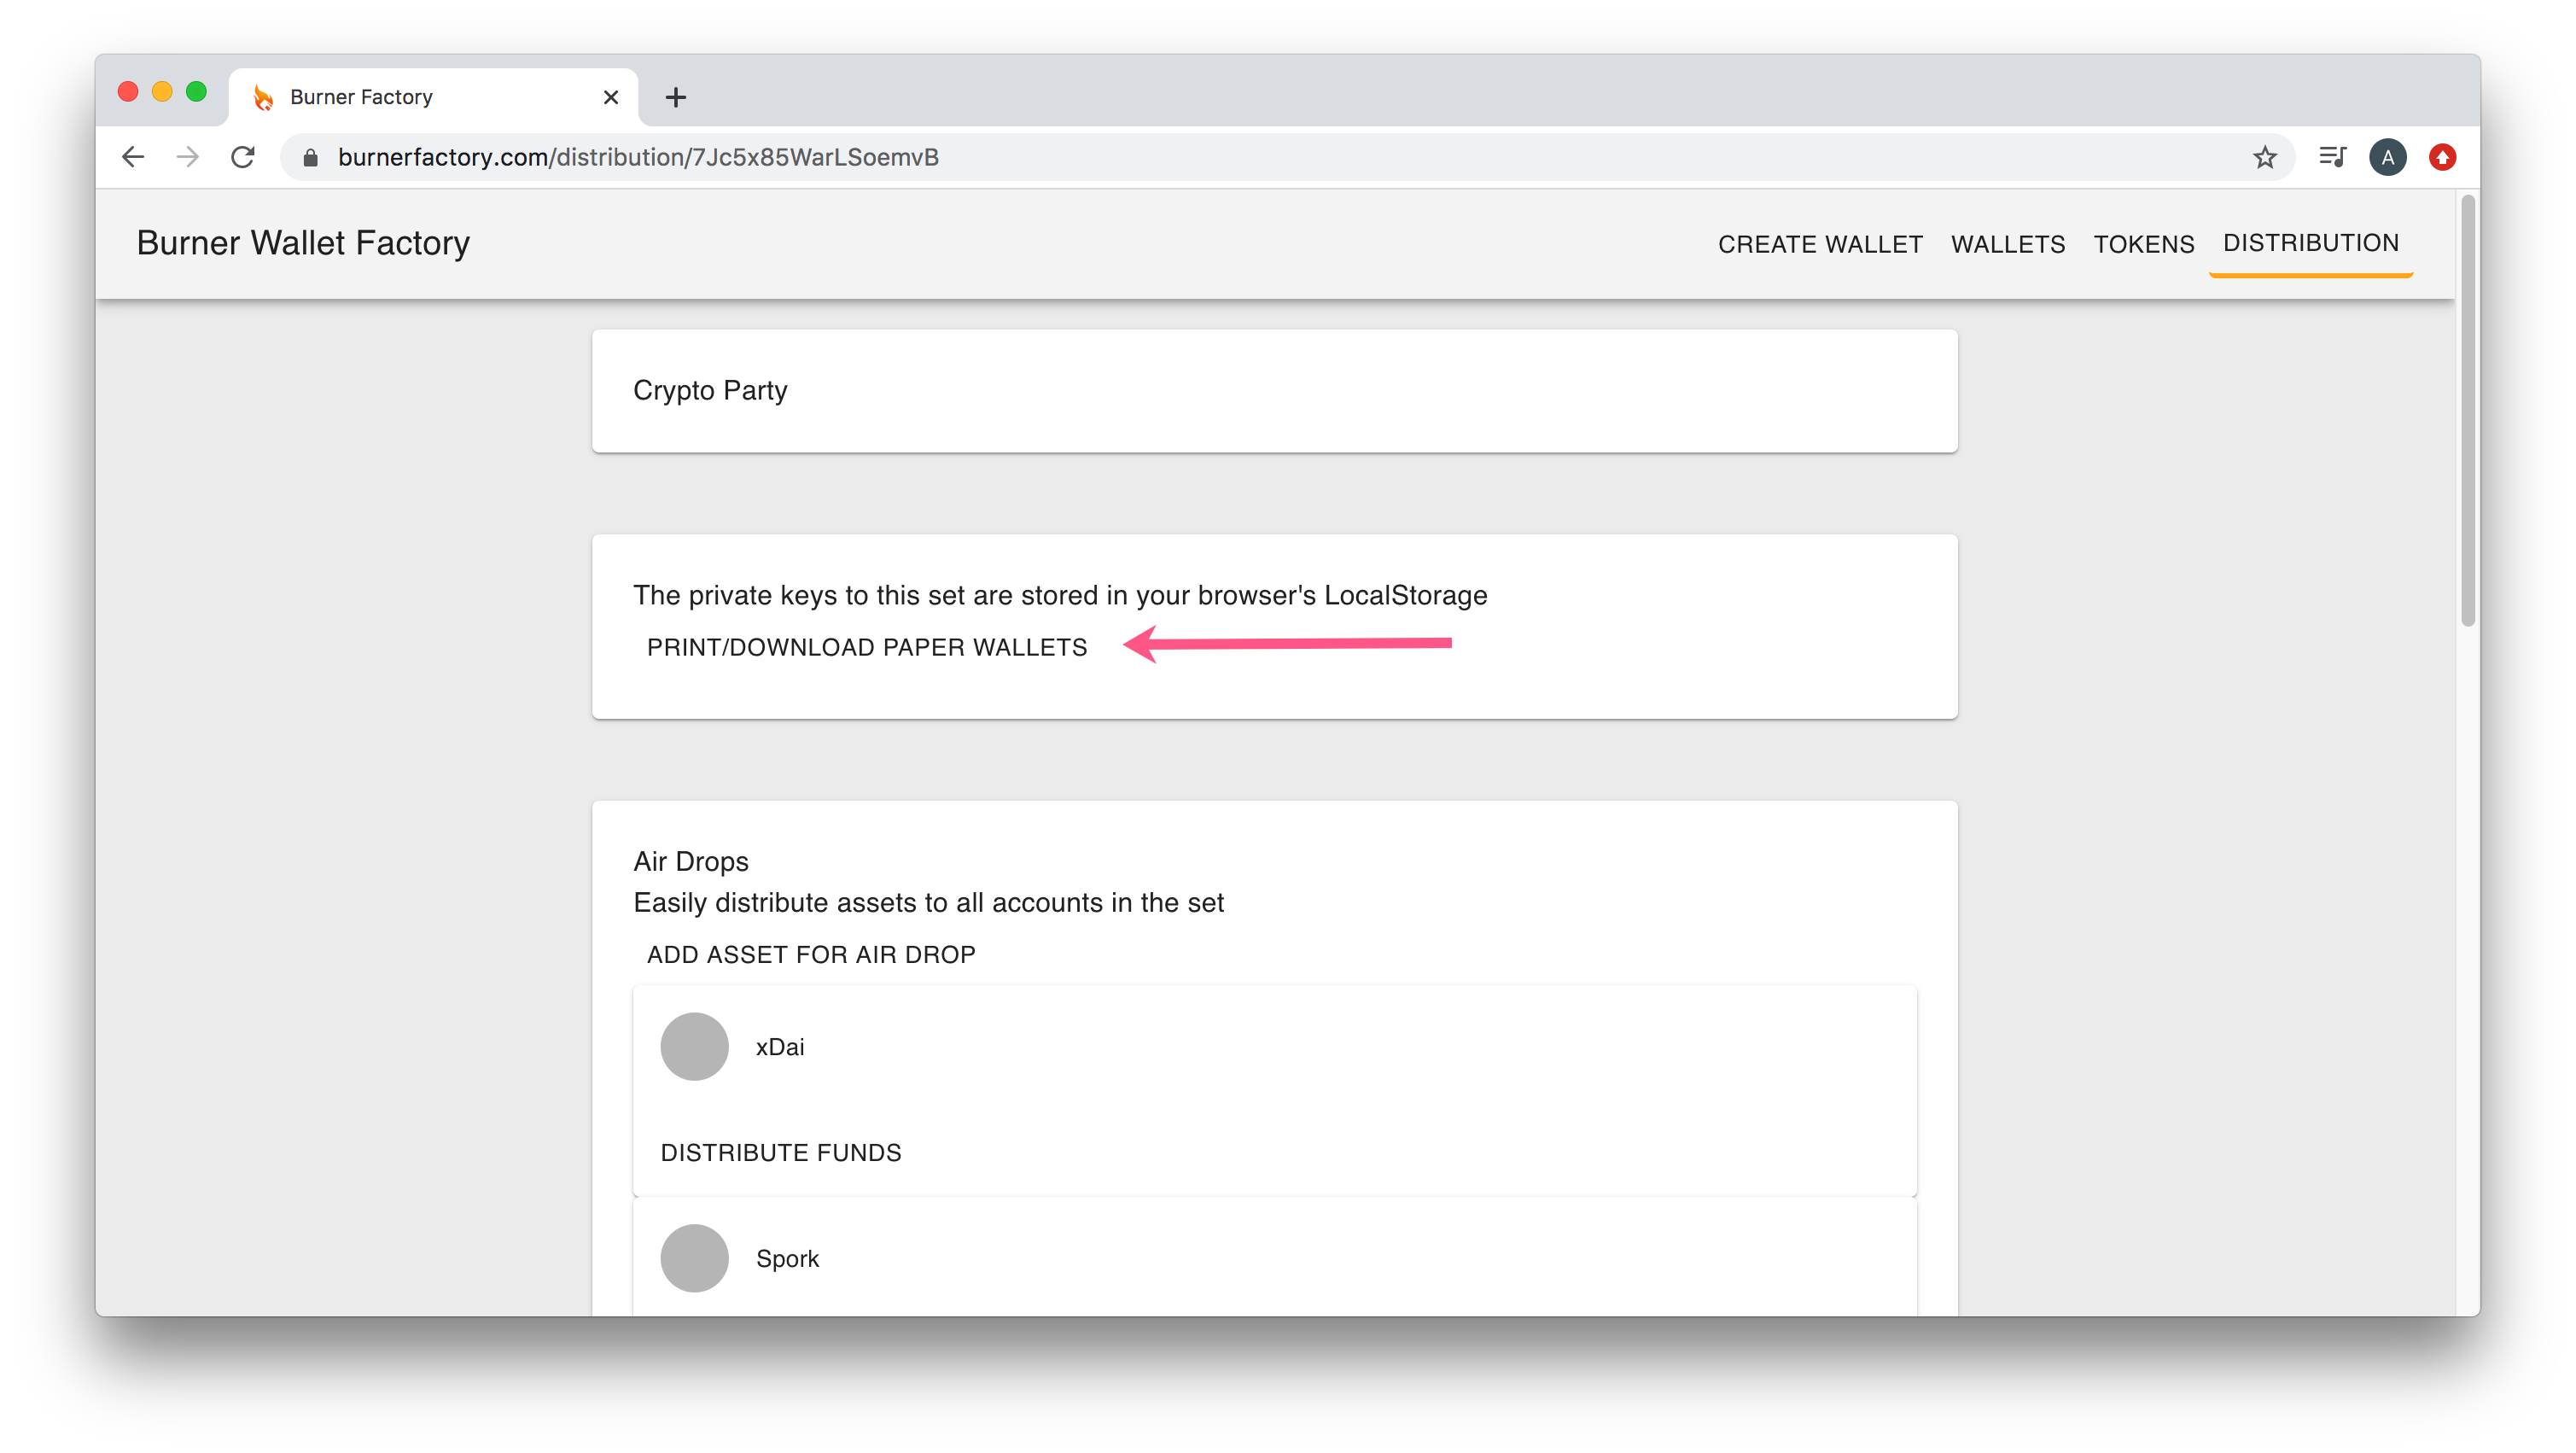 Burner Factory
burnerfactory.com/distribution/7Jc5x85WarLSoemvB
A
Burner Wallet Factory
CREATE WALLET WALLETS TOKENS DISTRIBUTION
Crypto Party
The private keys to this set are stored in your browser's LocalStorage
PRINT/DOWNLOAD PAPER WALLETS
Air Drops
Easily distribute assets to all accounts in the set
ADD ASSET FOR AIR DROP
xDai
DISTRIBUTE FUNDS
Spork